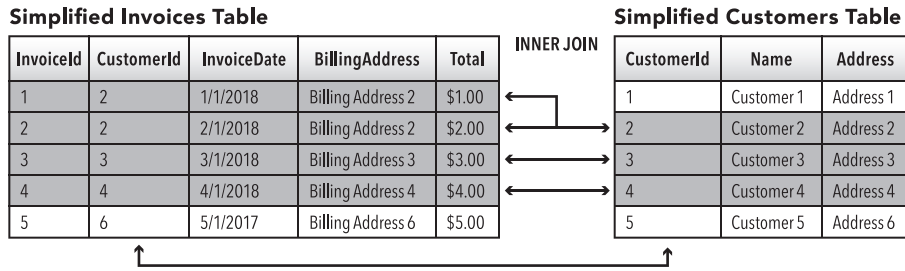 Simplified Invoices Table
InvoiceId CustomerId InvoiceDate BillingAddress Total
1 2 1/1/2018 Billing Address 2 $1.00
2 2 2/1/2018 Billing Address 2 $2.00
3 3 3/1/2018 Billing Address 3 $3.00
4 4 4/1/2018 Billing Address 4 $4.00
5 6 5/1/2017 Billing Address 6 $5.00
INNER JOIN
Simplified Customers Table
CustomerId Name Address
1 Customer 1 Address 1
2 Customer 2 Address 2
3 Customer 3 Address 3
4 Customer 4 Address 4
5 Customer 5 Address 6